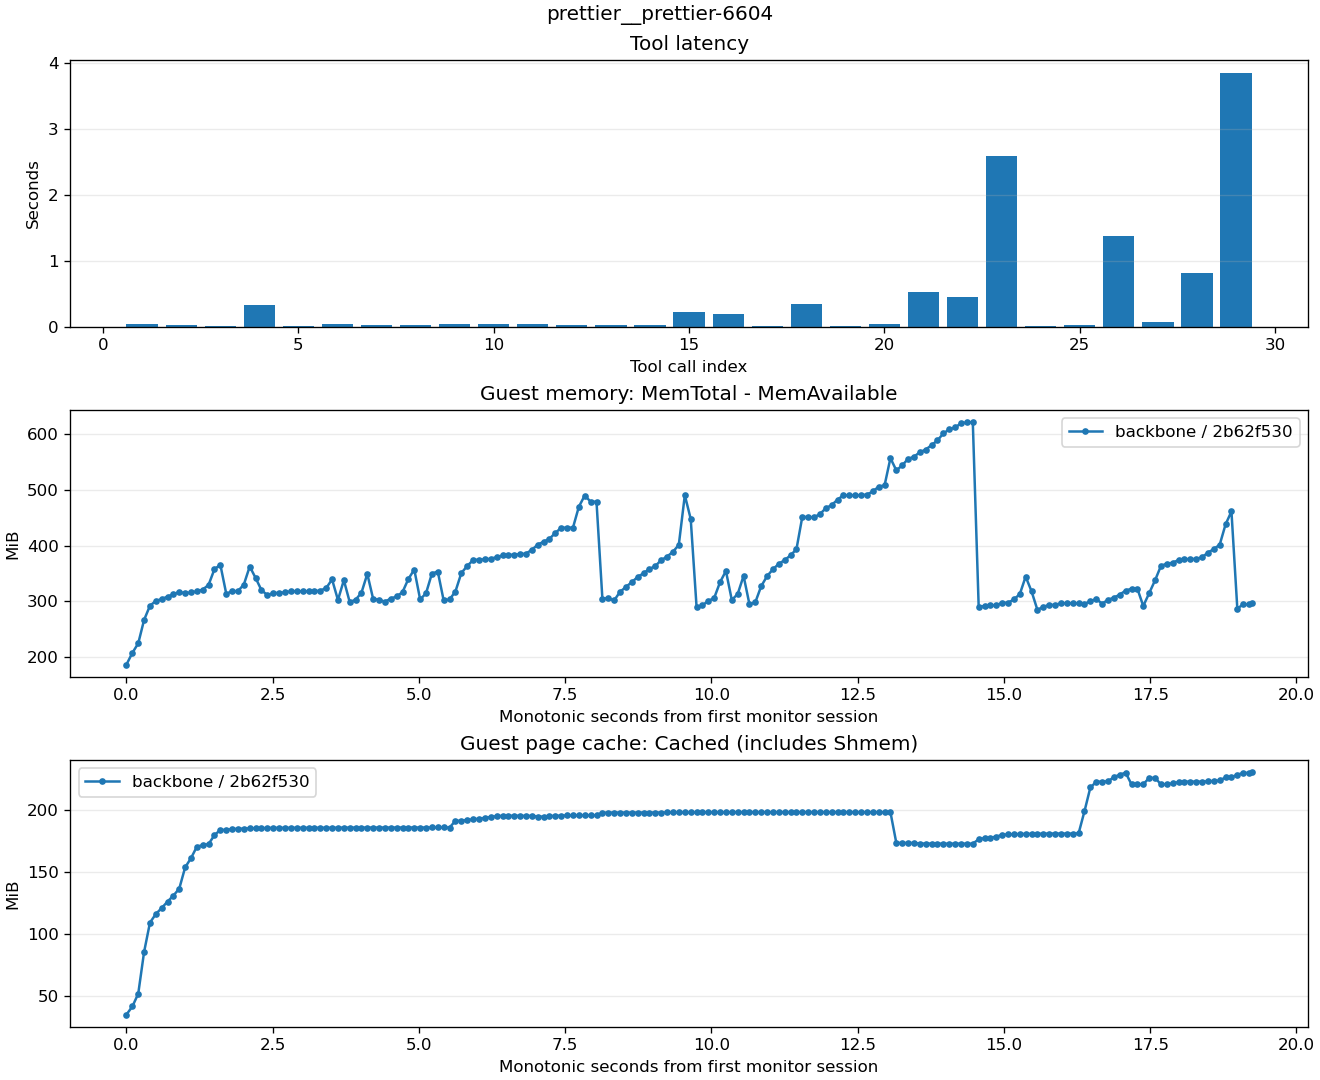 prettier__prettier-6604
Tool latency
Seconds
4
3
2
1
0
0 5 10 15 20 25 30
Tool call index
Guest memory: MemTotal - MemAvailable
MiB
600
500
400
300
200
backbone / 2b62f530
0.0 2.5 5.0 7.5 10.0 12.5 15.0 17.5 20.0
Monotonic seconds from first monitor session
Guest page cache: Cached (includes Shmem)
MiB
200
150
100
50
backbone / 2b62f530
0.0 2.5 5.0 7.5 10.0 12.5 15.0 17.5 20.0
Monotonic seconds from first monitor session